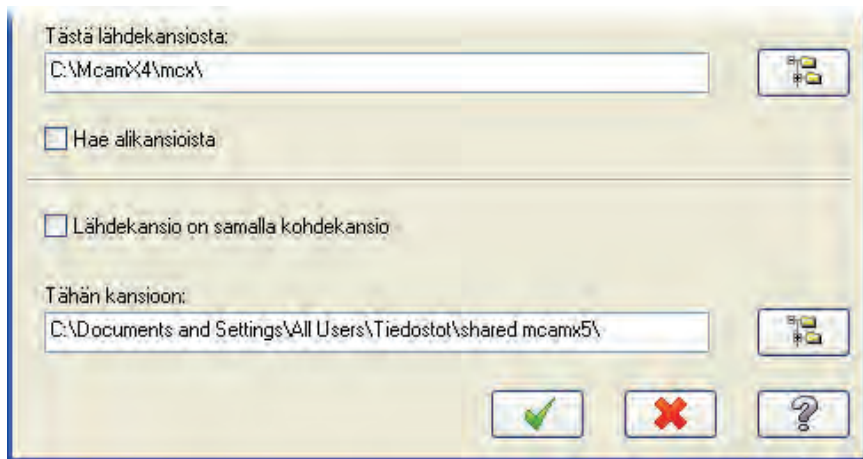 Tästä lähdekansiosta:
C:\McamX4\mcx\
Hae alikansioista
Lähdekansio on samalla kohdekansio
Tähän kansioon:
C:\Documents and Settings\All Users\Tiedostot\shared mcamx5\